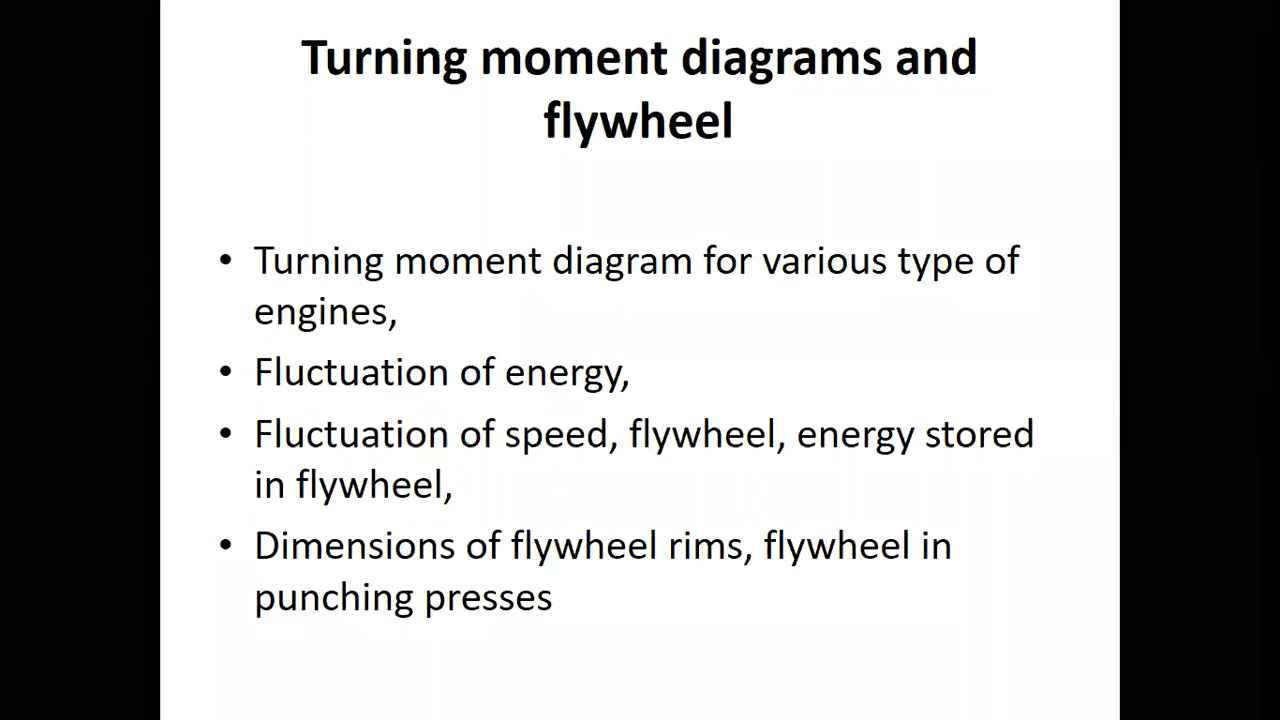 Turning moment diagrams and
flywheel
• Turning moment diagram for various type of
engines,
• Fluctuation of energy,
• Fluctuation of speed, flywheel, energy stored
in flywheel,
• Dimensions of flywheel rims, flywheel in
punching presses